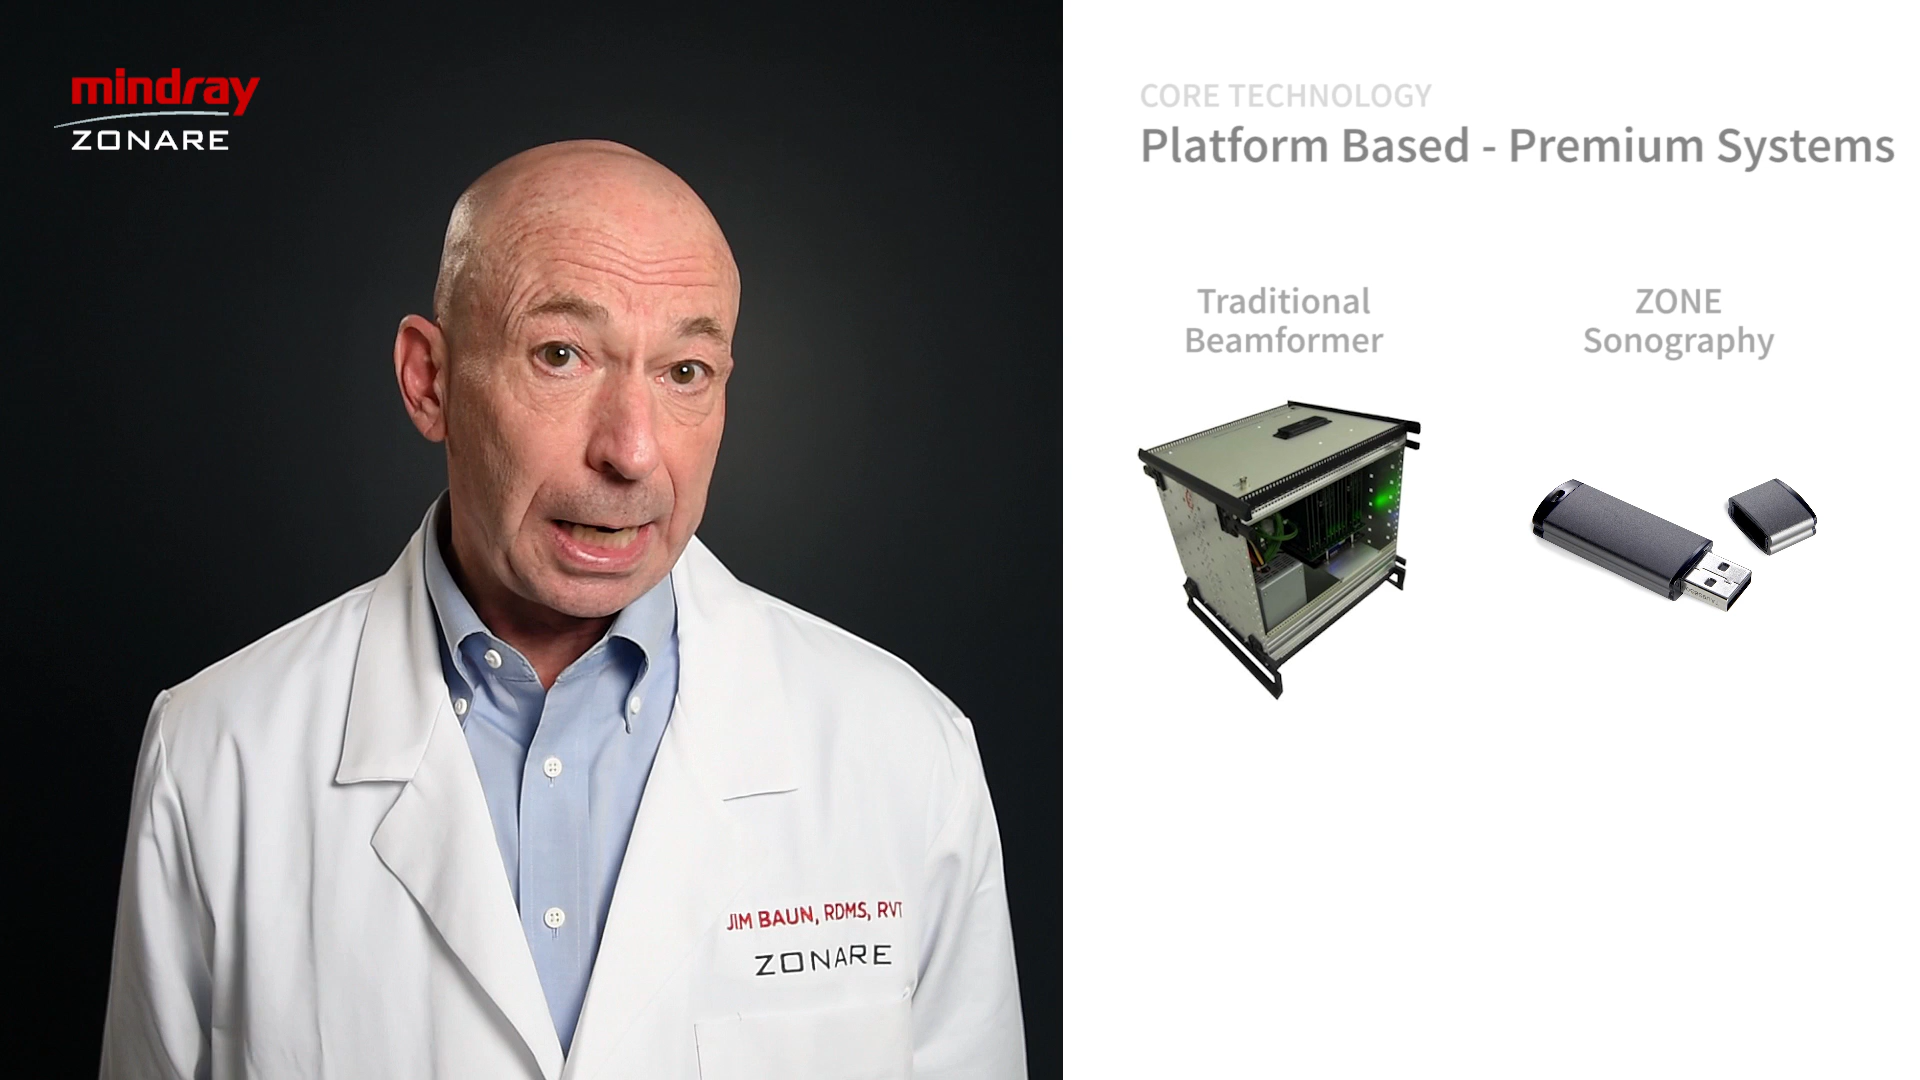 mindray
ZONARE
CORE TECHNOLOGY
Platform Based - Premium Systems
Traditional
Beamformer
ZONE
Sonography
JIM BAUN, RDMS, RVT
ZONARE